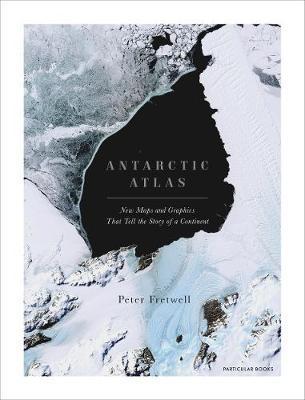 ANTARCTIC
ATLAS
New Maps and Graphics
That Tell the Story of a Continent
Peter Fretwell
PARTICULAR BOOKS